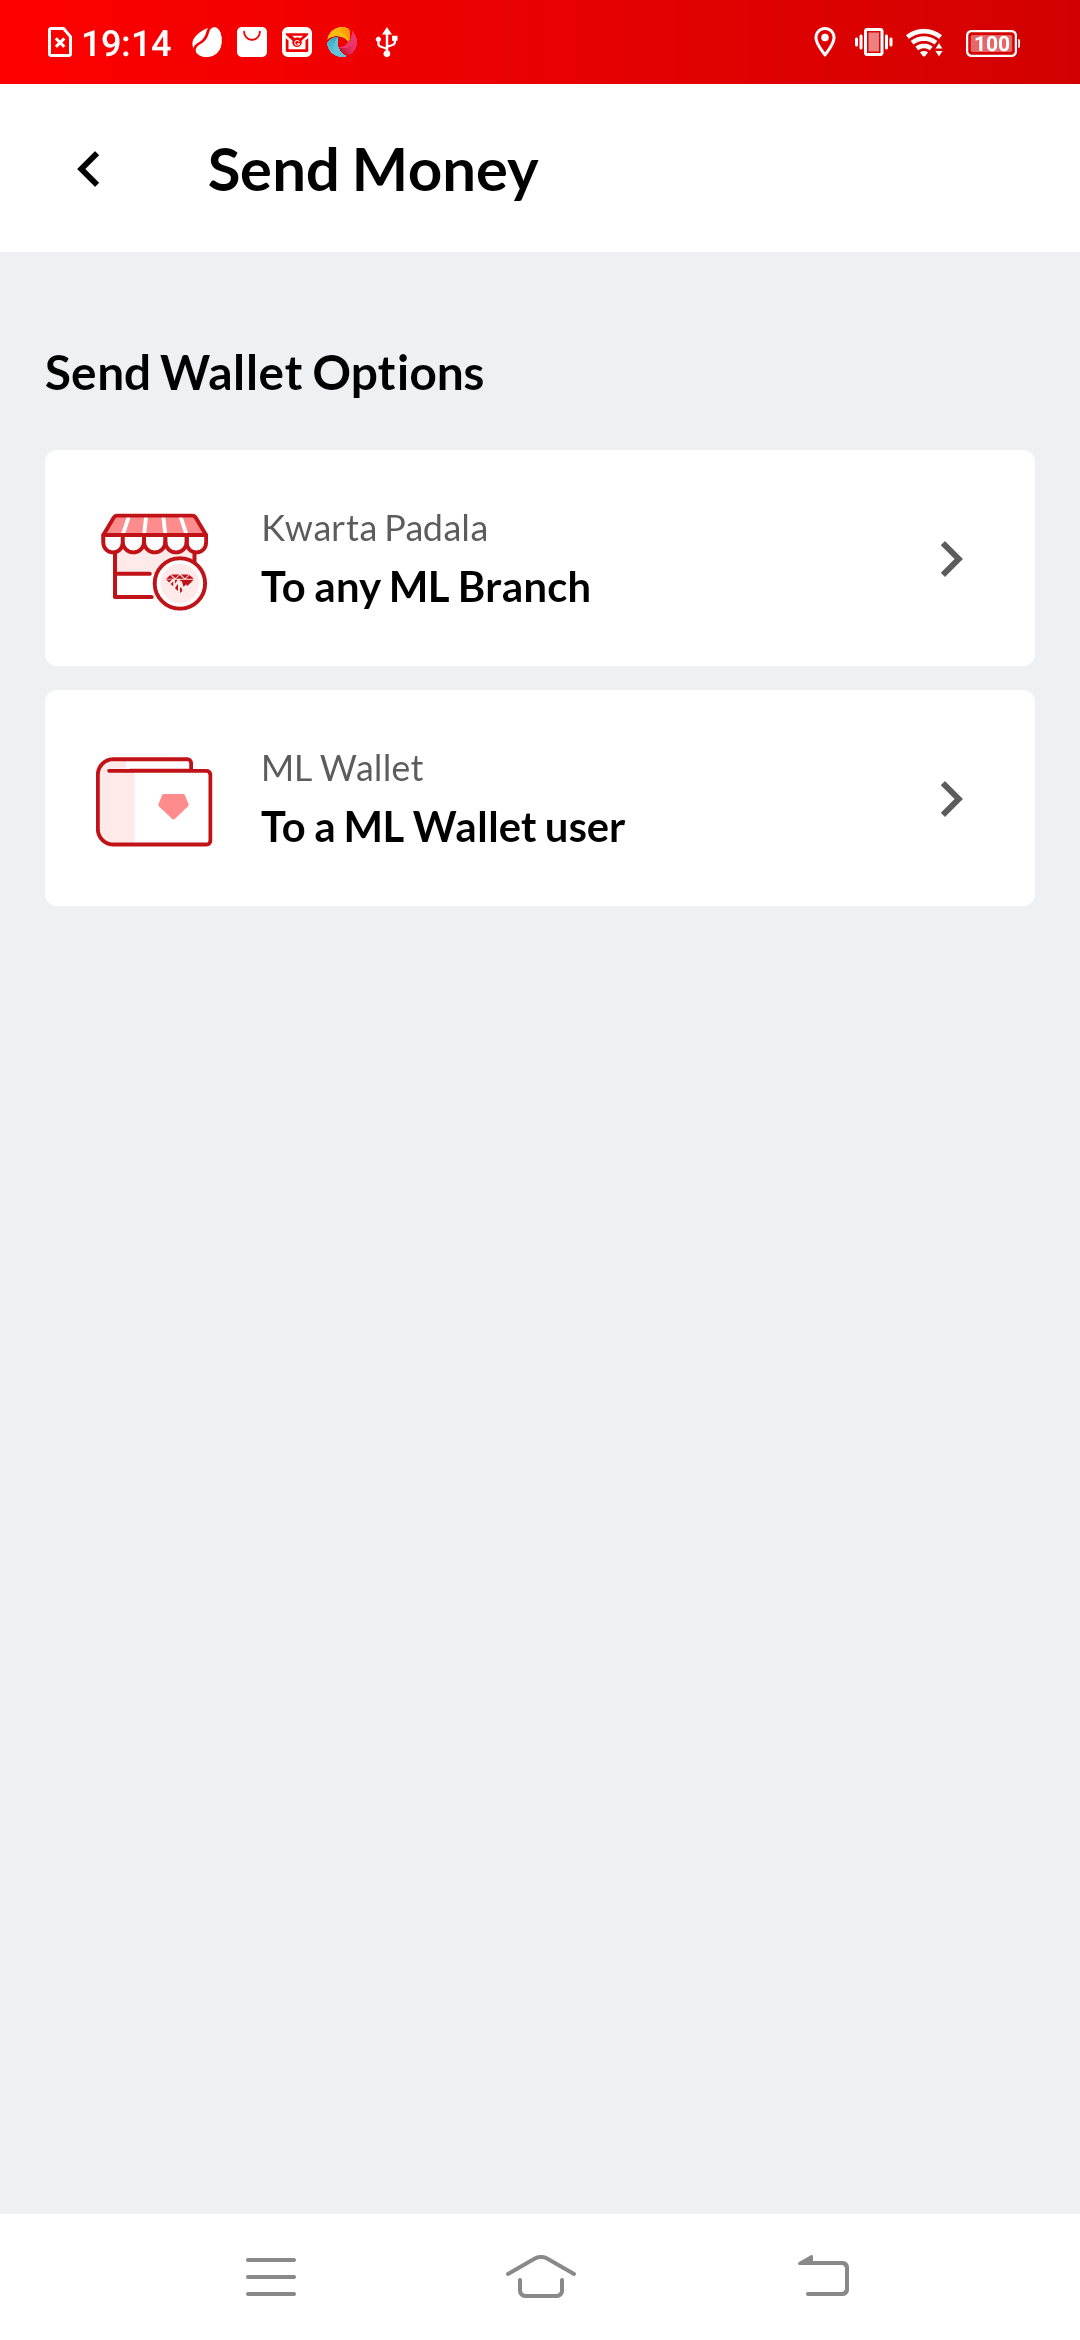 19:14
100
Send Money
Send Wallet Options
Kwarta Padala
To any ML Branch
ML Wallet
To a ML Wallet user